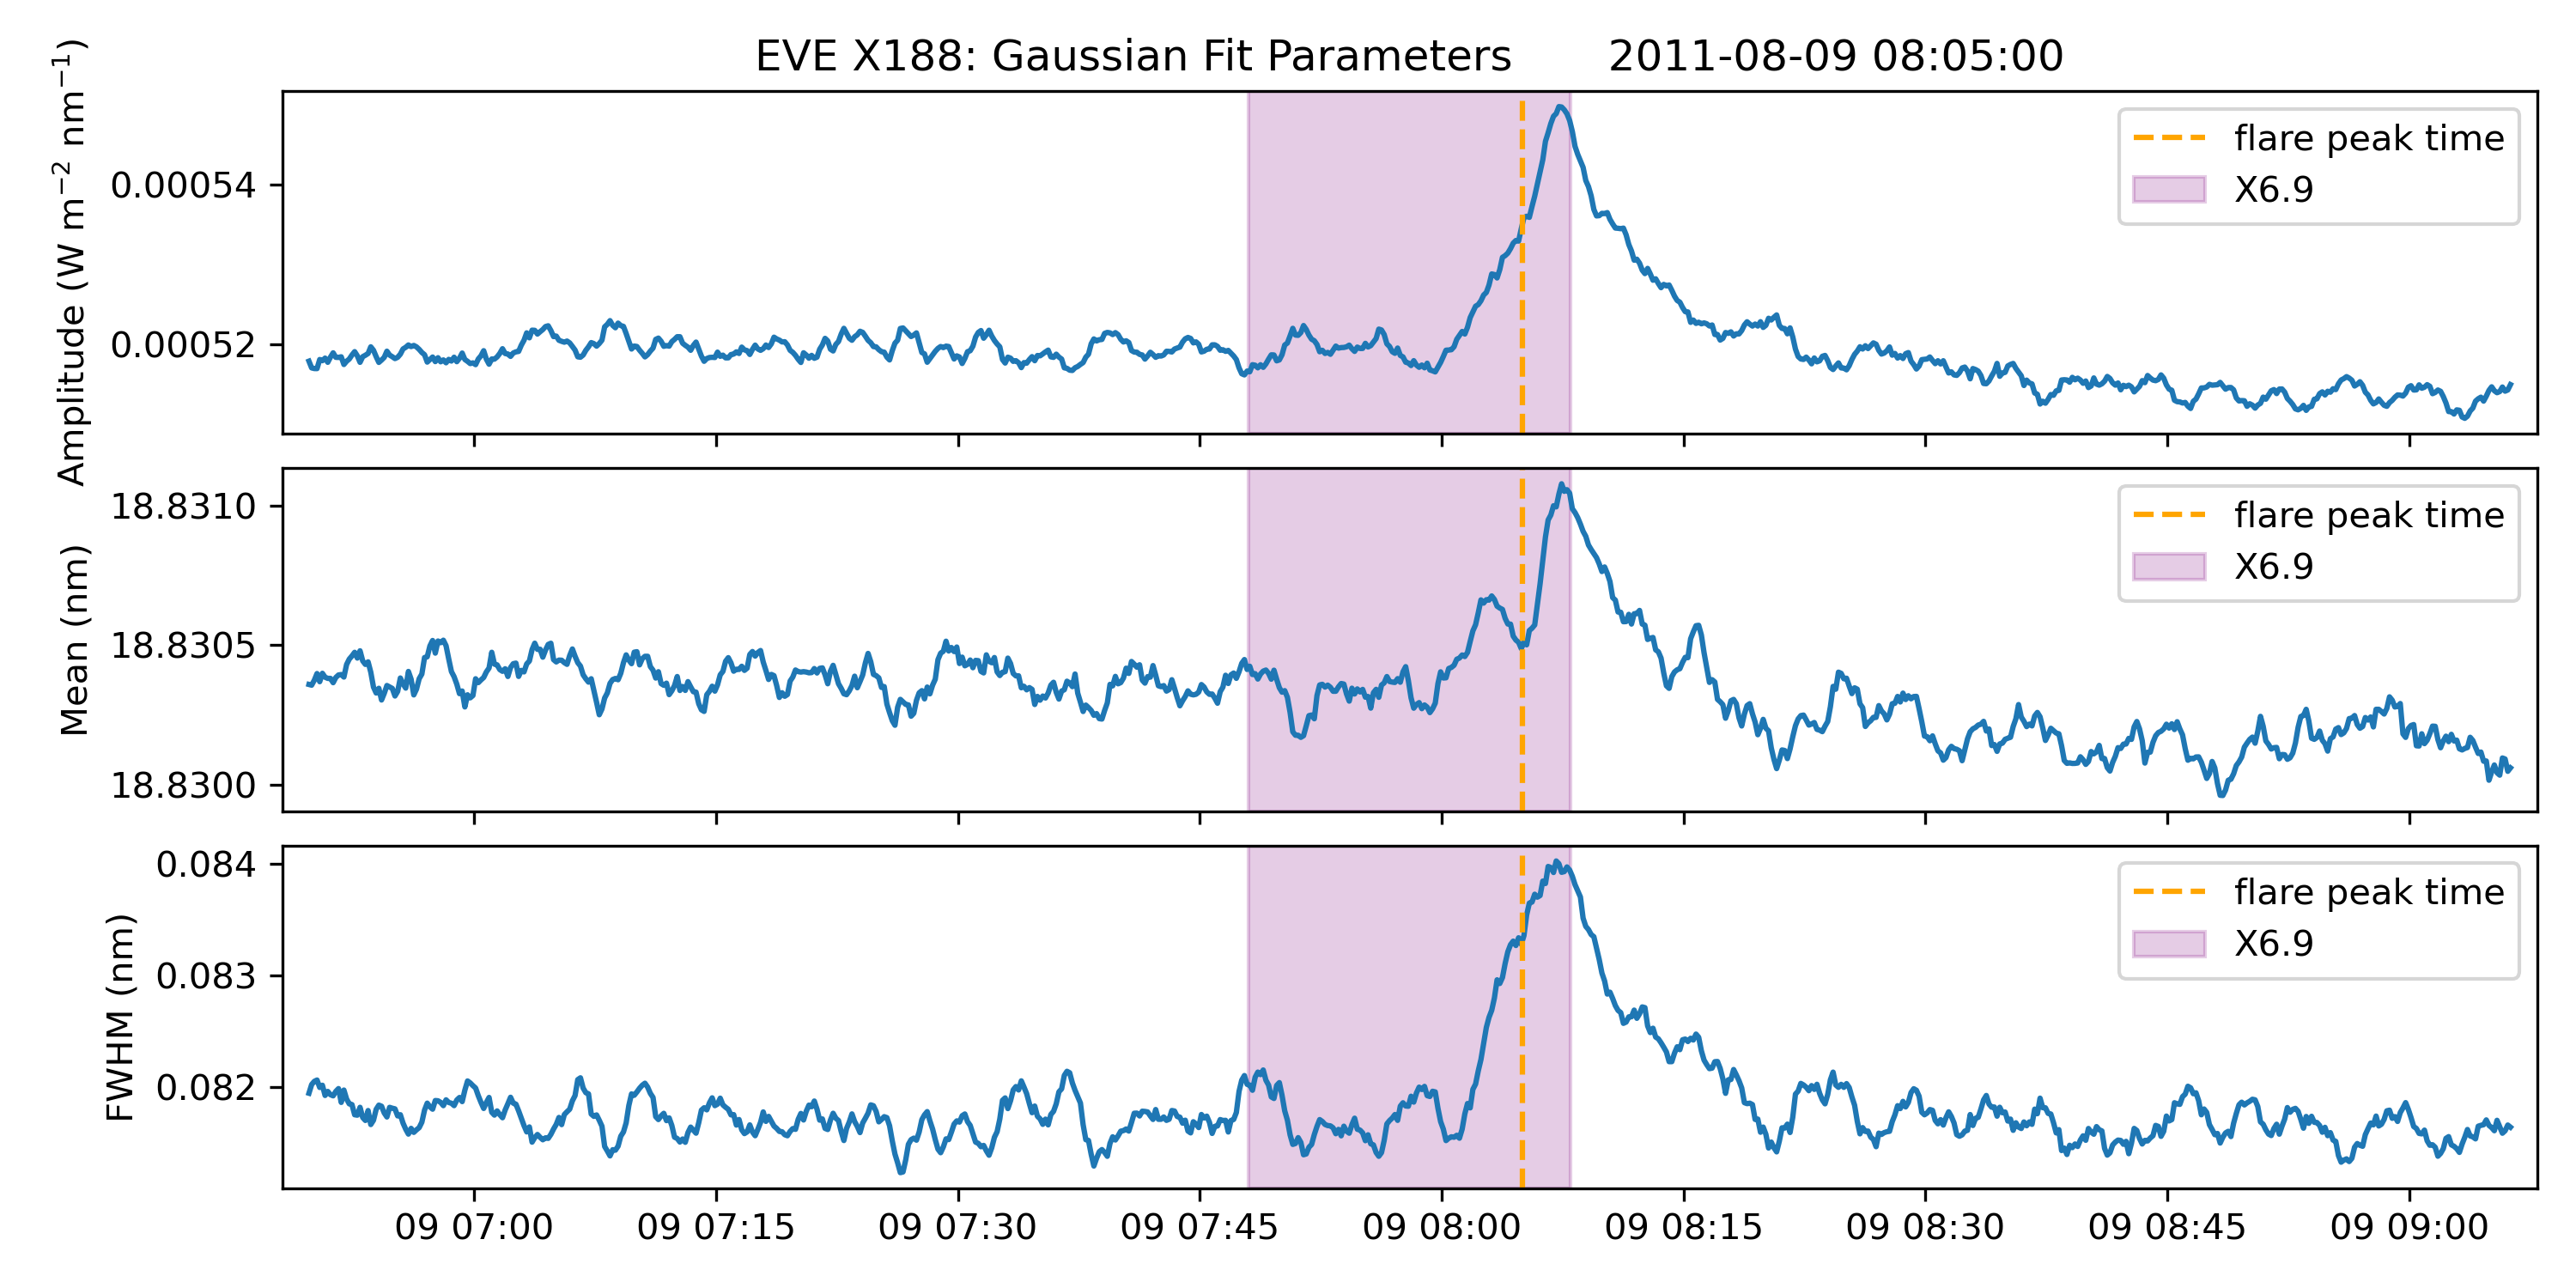 EVE X188: Gaussian Fit Parameters 2011-08-09 08:05:00
Amplitude (W m⁻² nm⁻¹)
0.00054
0.00052
flare peak time
X6.9
Mean (nm)
18.8310
18.8305
18.8300
flare peak time
X6.9
FWHM (nm)
0.084
0.083
0.082
flare peak time
X6.9
09 07:00 09 07:15 09 07:30 09 07:45 09 08:00 09 08:15 09 08:30 09 08:45 09 09:00